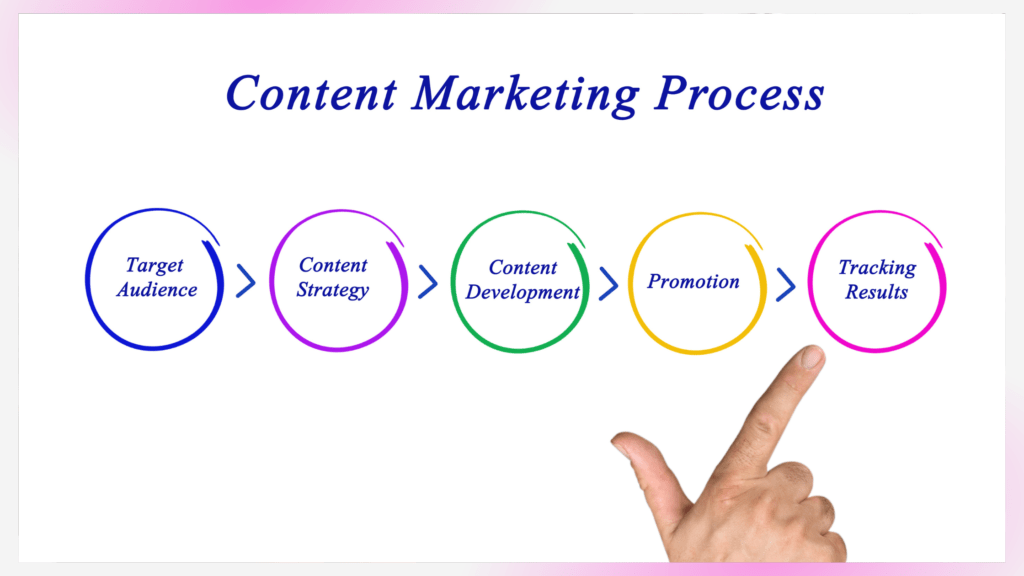 Content Marketing Process
Target
Audience
Content
Strategy
Content
Development
Promotion
Tracking
Results